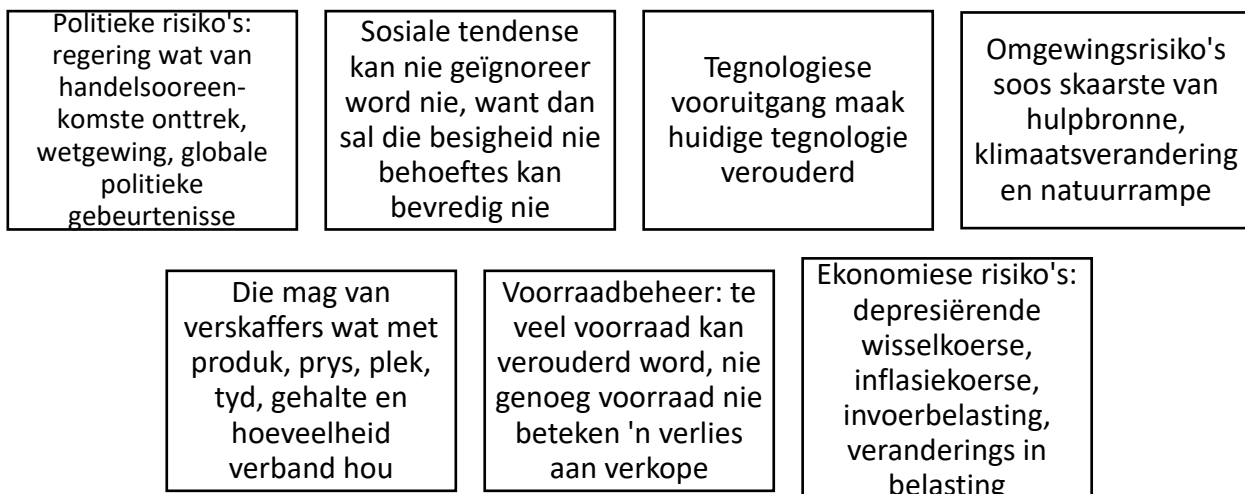 Politieke risiko's:
regering wat van
handelsooreen-
komste onttrek,
wetgewing, globale
politieke
gebeurtenisse
Sosiale tendense
kan nie geïgnoreer
word nie, want dan
sal die besigheid nie
behoeftes kan
bevredig nie
Tegnologiese
vooruitgang maak
huidige tegnologie
verouderd
Omgewingsrisiko's
soos skaarste van
hulpbronne,
klimaatsverandering
en natuurrampe
Die mag van
verskaffers wat met
produk, prys, plek,
tyd, gehalte en
hoeveelheid
verband hou
Voorraadbeheer: te
veel voorraad kan
verouderd word, nie
genoeg voorraad nie
beteken 'n verlies
aan verkope
Ekonomiese risiko's:
depresiërende
wisselkoerse,
inflasiekoerse,
invoerbelasting,
veranderings in
belasting